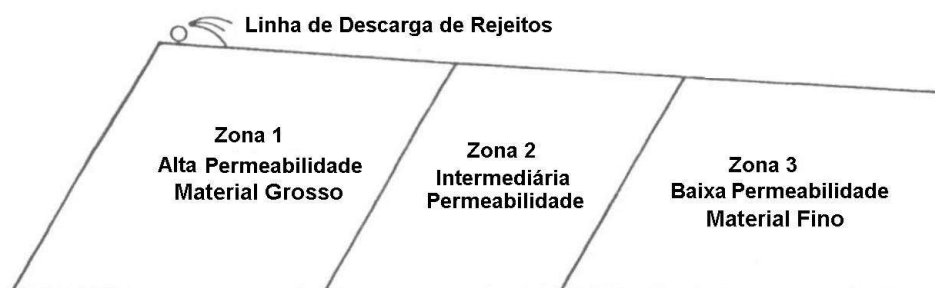 Linha de Descarga de Rejeitos
Zona 1
Alta Permeabilidade
Material Grosso
Zona 2
Intermediária
Permeabilidade
Zona 3
Baixa Permeabilidade
Material Fino